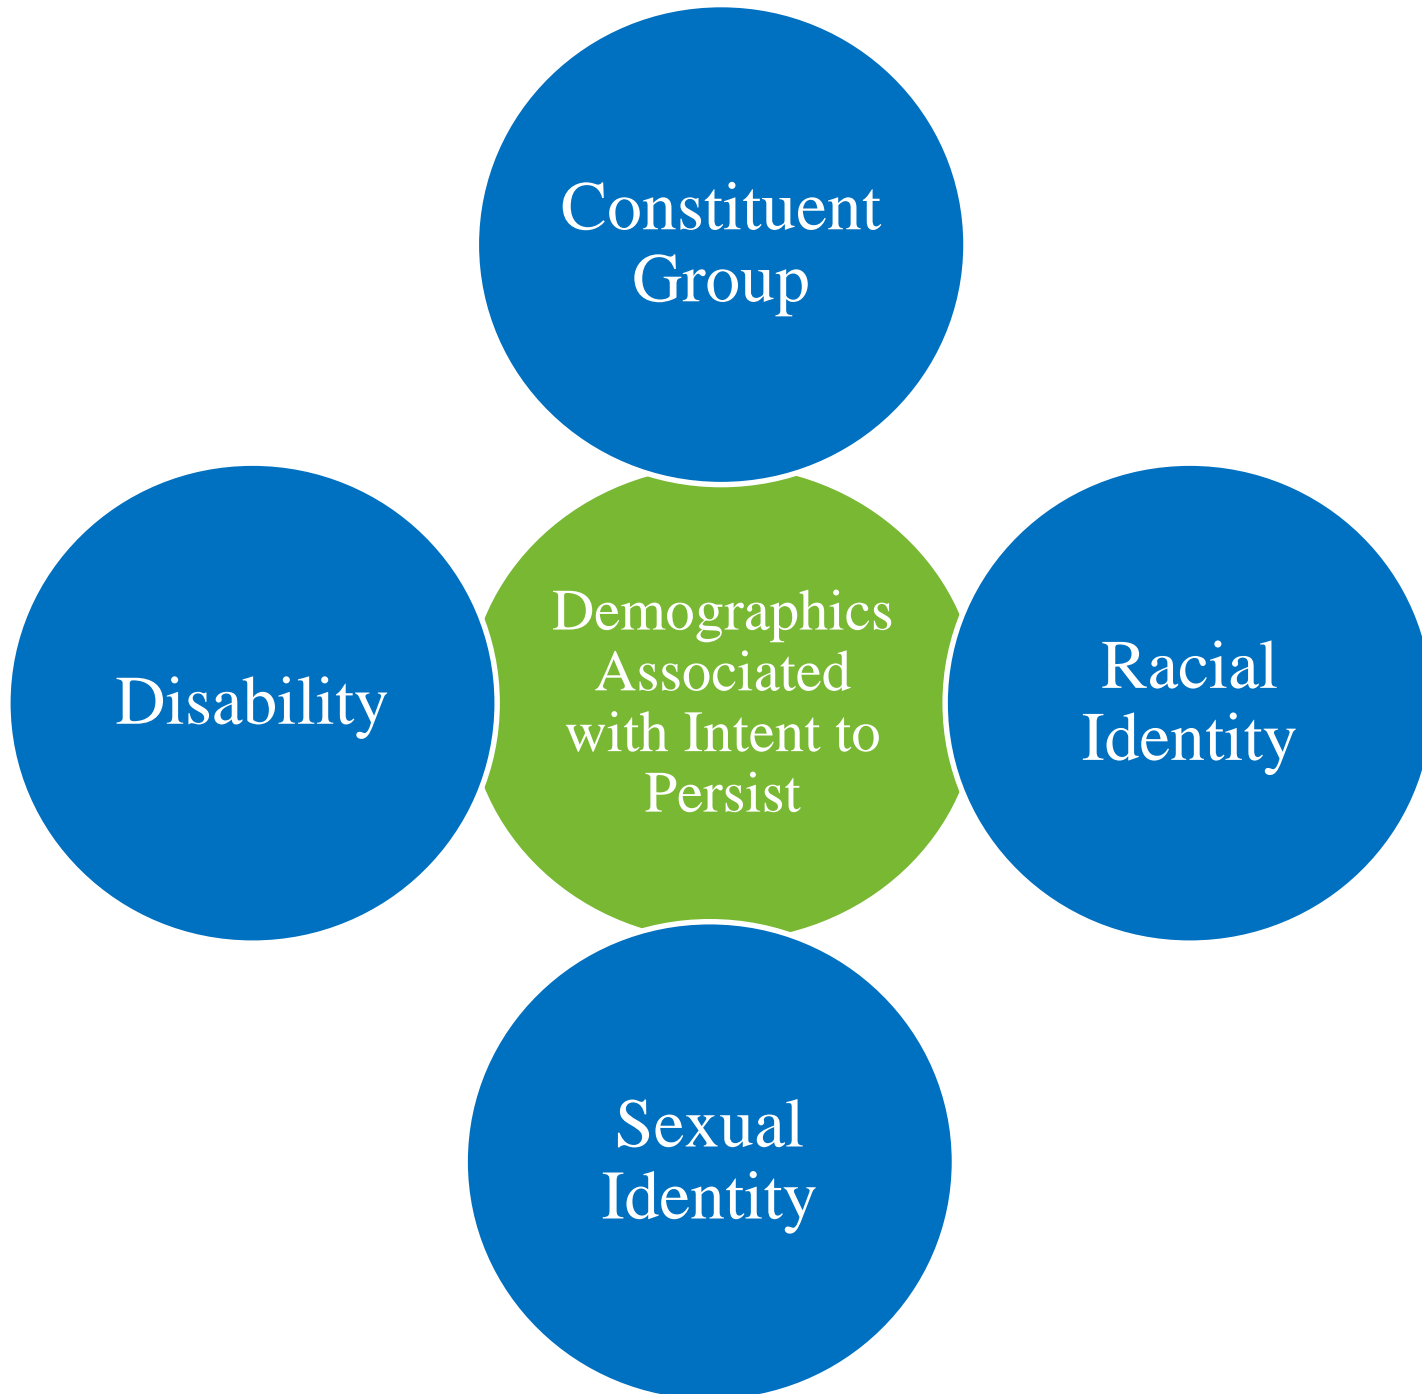 Constituent
Group
Disability
Demographics
Associated
with Intent to
Persist
Racial
Identity
Sexual
Identity